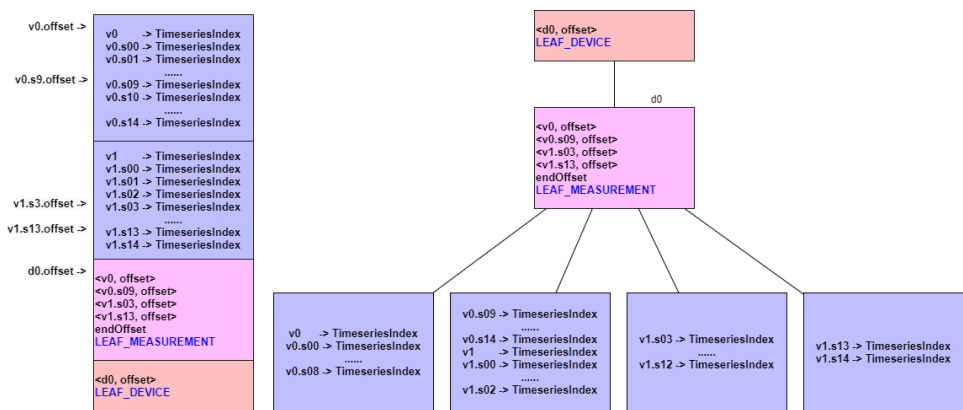 v0.offset ->
v0 -> TimeseriesIndex
v0.s00 -> TimeseriesIndex
v0.s01 -> TimeseriesIndex
......
v0.s9.offset ->
v0.s09 -> TimeseriesIndex
v0.s10 -> TimeseriesIndex
......
v0.s14 -> TimeseriesIndex
v1 -> TimeseriesIndex
v1.s00 -> TimeseriesIndex
v1.s01 -> TimeseriesIndex
v1.s02 -> TimeseriesIndex
v1.s3.offset ->
v1.s03 -> TimeseriesIndex
......
v1.s13.offset ->
v1.s13 -> TimeseriesIndex
v1.s14 -> TimeseriesIndex
d0.offset ->
<v0, offset>
<v0.s09, offset>
<v1.s03, offset>
<v1.s13, offset>
endOffset
LEAF_MEASUREMENT
<d0, offset>
LEAF_DEVICE
<d0, offset>
LEAF_DEVICE
d0
<v0, offset>
<v0.s09, offset>
<v1.s03, offset>
<v1.s13, offset>
endOffset
LEAF_MEASUREMENT
v0 -> TimeseriesIndex
v0.s00 -> TimeseriesIndex
......
v0.s08 -> TimeseriesIndex
v0.s09 -> TimeseriesIndex
......
v0.s14 -> TimeseriesIndex
v1 -> TimeseriesIndex
v1.s00 -> TimeseriesIndex
......
v1.s02 -> TimeseriesIndex
v1.s03 -> TimeseriesIndex
......
v1.s12 -> TimeseriesIndex
v1.s13 -> TimeseriesIndex
v1.s14 -> TimeseriesIndex